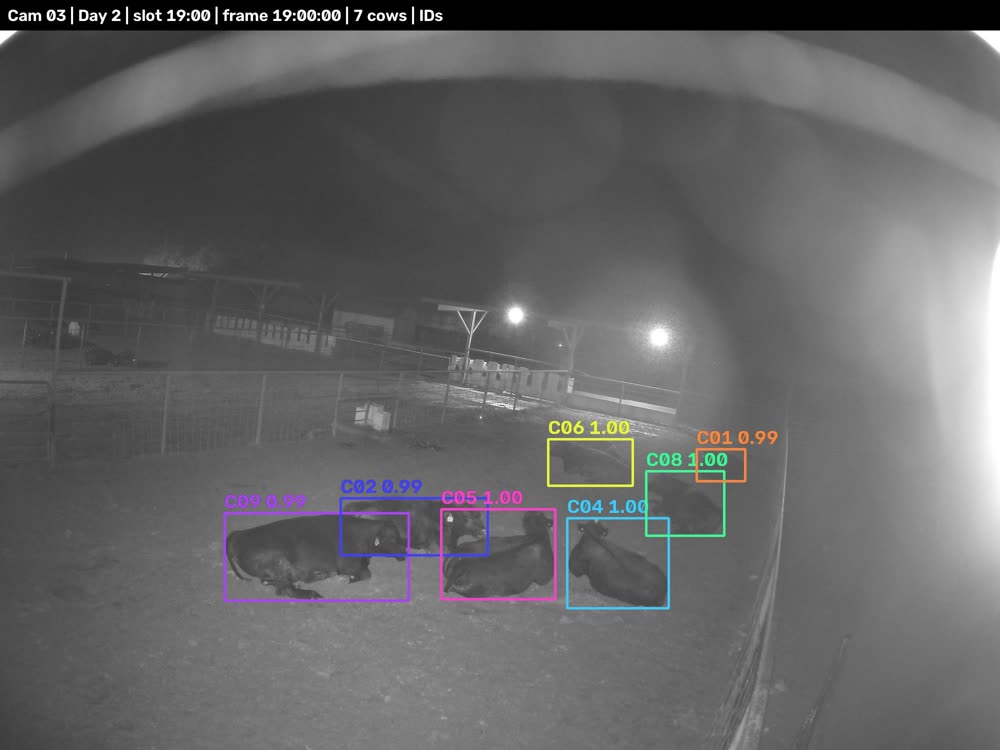 Cam 03 | Day 2 | slot 19:00 | frame 19:00:00 | 7 cows | IDs
C06 1.00
C01 0.99
C08 1.00
C02 0.99
C09 0.99
C05 1.00
C04 1.00